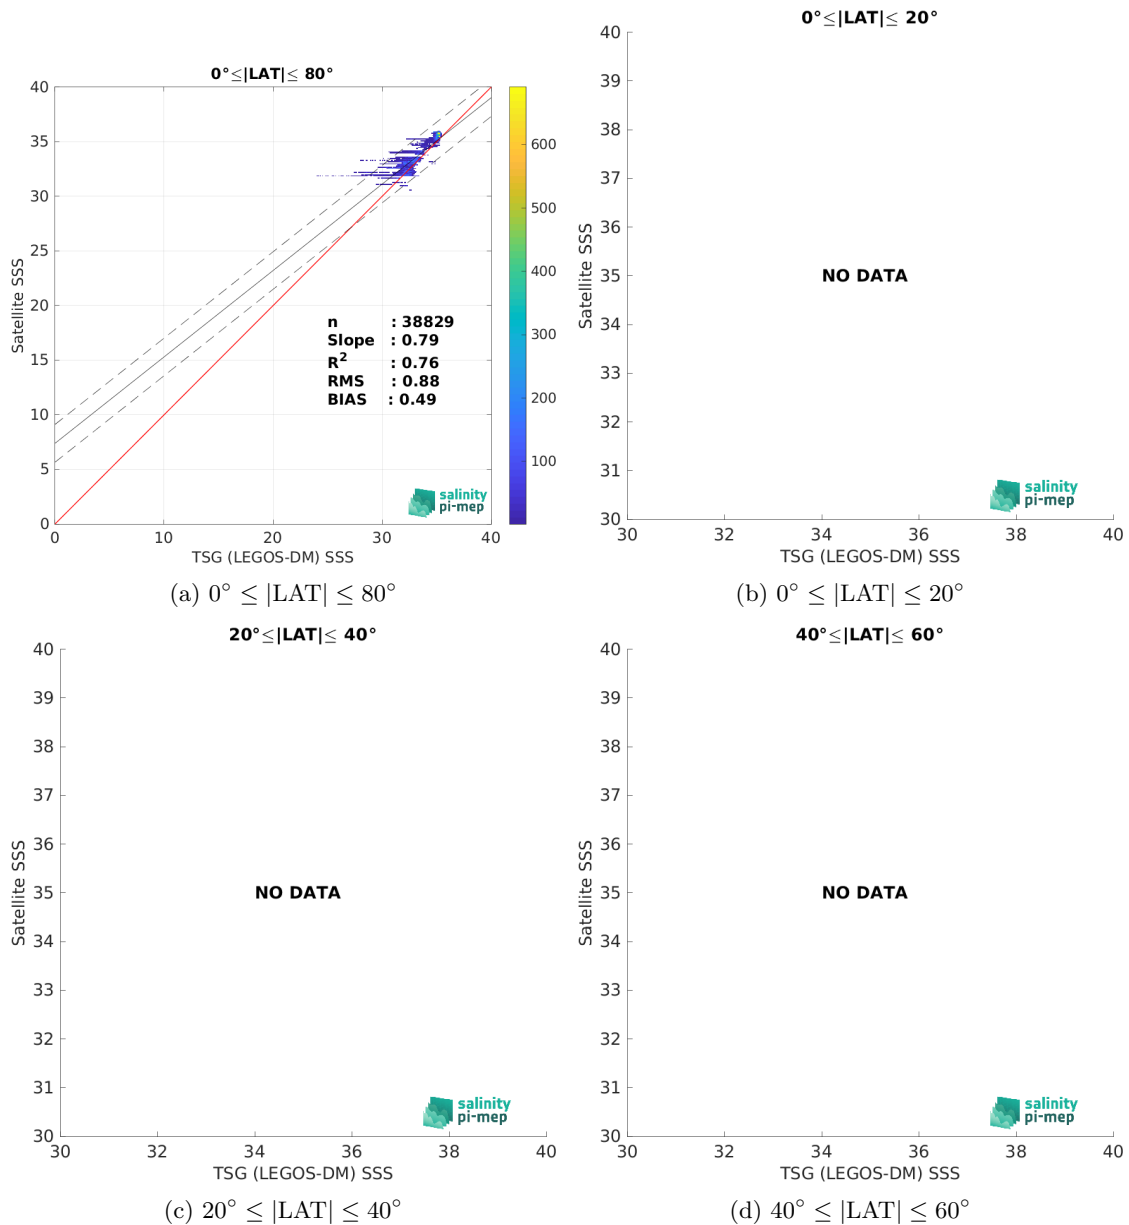 0°≤|LAT|≤ 80°
40
35
30
25
20
15
10
5
0
0
10
20
30
40
Satellite SSS
TSG (LEGOS-DM) SSS
n : 38829
Slope : 0.79
R² : 0.76
RMS : 0.88
BIAS : 0.49
600
500
400
300
200
100
salinity
pi-mep
(a) 0° ≤ |LAT| ≤ 80°
0°≤|LAT|≤ 20°
40
39
38
37
36
35
34
33
32
31
30
30
32
34
36
38
40
Satellite SSS
TSG (LEGOS-DM) SSS
NO DATA
salinity
pi-mep
(b) 0° ≤ |LAT| ≤ 20°
20°≤|LAT|≤ 40°
40
39
38
37
36
35
34
33
32
31
30
30
32
34
36
38
40
Satellite SSS
TSG (LEGOS-DM) SSS
NO DATA
salinity
pi-mep
(c) 20° ≤ |LAT| ≤ 40°
40°≤|LAT|≤ 60°
40
39
38
37
36
35
34
33
32
31
30
30
32
34
36
38
40
Satellite SSS
TSG (LEGOS-DM) SSS
NO DATA
salinity
pi-mep
(d) 40° ≤ |LAT| ≤ 60°